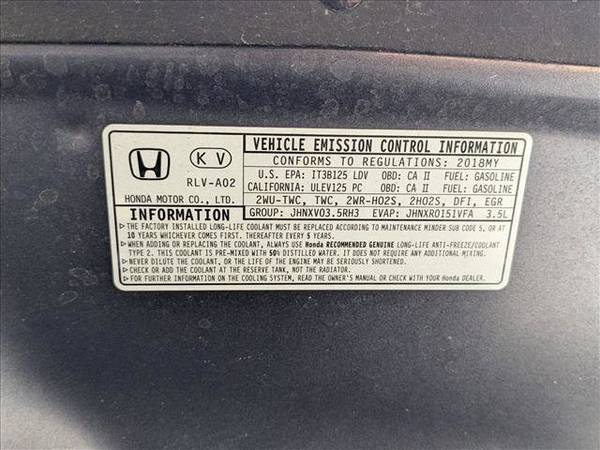 K V
RLV-A02
HONDA MOTOR CO., LTD.
VEHICLE EMISSION CONTROL INFORMATION
CONFORMS TO REGULATIONS: 2018MY
U.S. EPA: IT3B125 LDV OBD: CA II FUEL: GASOLINE
CALIFORNIA: ULEV125 PC OBD: CA II FUEL: GASOLINE
2WU-TWC, TWC, 2WR-HO2S, 2HO2S, DFI, EGR
GROUP: JHNXV03.5RH3 EVAP: JHNXR0151VFA 3.5L
INFORMATION
▷THE FACTORY INSTALLED LONG-LIFE COOLANT MUST BE REPLACED ACCORDING TO MAINTENANCE MINDER SUB CODE 5, OR AT
10 YEARS WHICHEVER COMES FIRST. THEREAFTER EVERY 5 YEARS.
▷WHEN ADDING OR REPLACING THE COOLANT, ALWAYS USE Honda RECOMMENDED GENUINE LONG-LIFE ANTI-FREEZE/COOLANT
TYPE 2. THIS COOLANT IS PRE-MIXED WITH 50% DISTILLED WATER. IT DOES NOT REQUIRE ANY ADDITIONAL MIXING.
▷NEVER DILUTE THE COOLANT, OR THE LIFE OF THE ENGINE MAY BE SERIOUSLY SHORTENED.
▷CHECK OR ADD THE COOLANT AT THE RESERVE TANK, NOT THE RADIATOR.
▷FOR FURTHER INFORMATION ON THE COOLING SYSTEM, READ THE OWNER'S MANUAL OR CHECK WITH YOUR Honda DEALER.